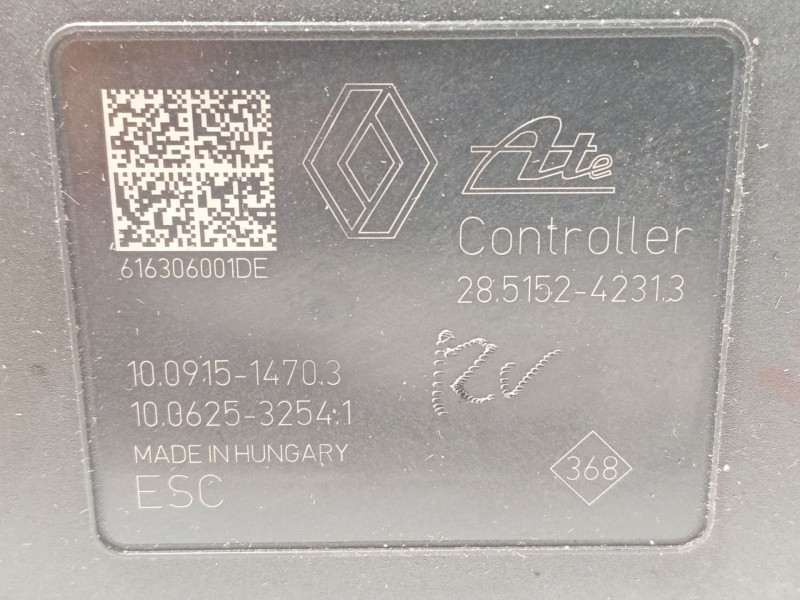 Ate
Controller
616306001DE
28.5152-4231.3
10.0915-1470.3
10.0625-3254.1
MADE IN HUNGARY
ESC
368